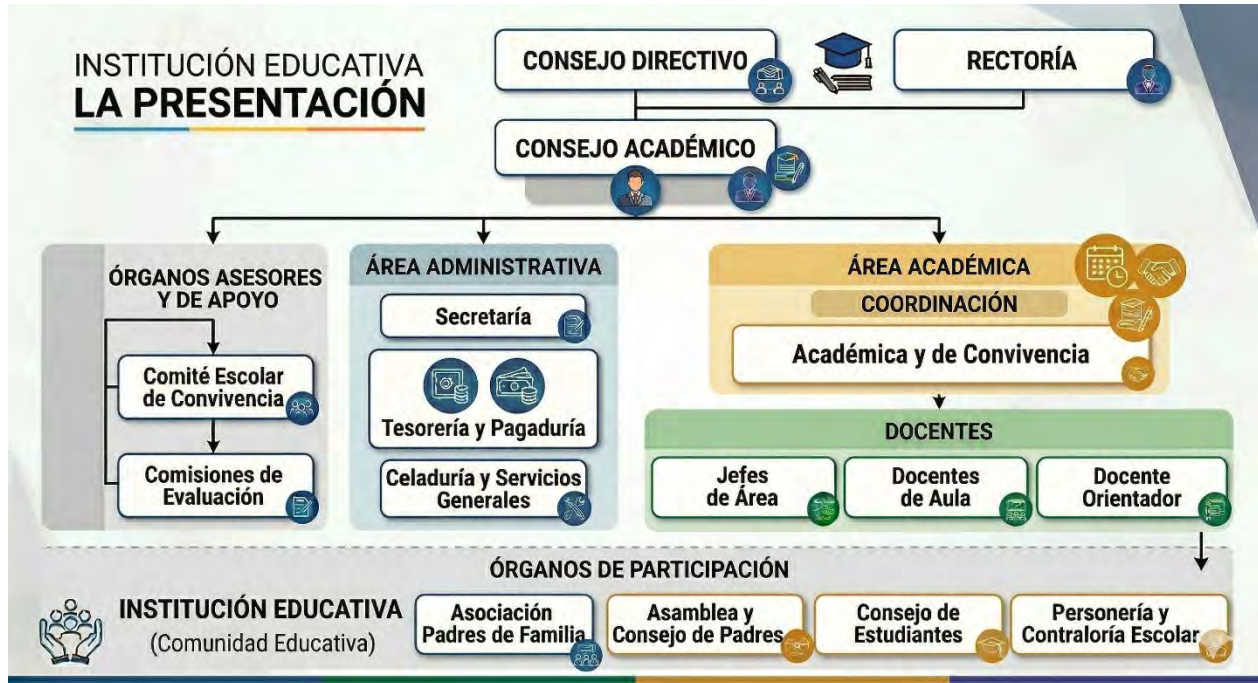 INSTITUCIÓN EDUCATIVA
LA PRESENTACIÓN
CONSEJO DIRECTIVO
RECTORÍA
CONSEJO ACADÉMICO
ÓRGANOS ASESORES
Y DE APOYO
Comité Escolar
de Convivencia
Comisiones de
Evaluación
ÁREA ADMINISTRATIVA
Secretaría
Tesorería y Pagaduría
Celaduría y Servicios
Generales
ÁREA ACADÉMICA
COORDINACIÓN
Académica y de Convivencia
DOCENTES
Jefes
de Área
Docentes
de Aula
Docente
Orientador
ÓRGANOS DE PARTICIPACIÓN
INSTITUCIÓN EDUCATIVA
(Comunidad Educativa)
Asociación
Padres de Familia
Asamblea y
Consejo de Padres
Consejo de
Estudiantes
Personería y
Contraloría Escolar